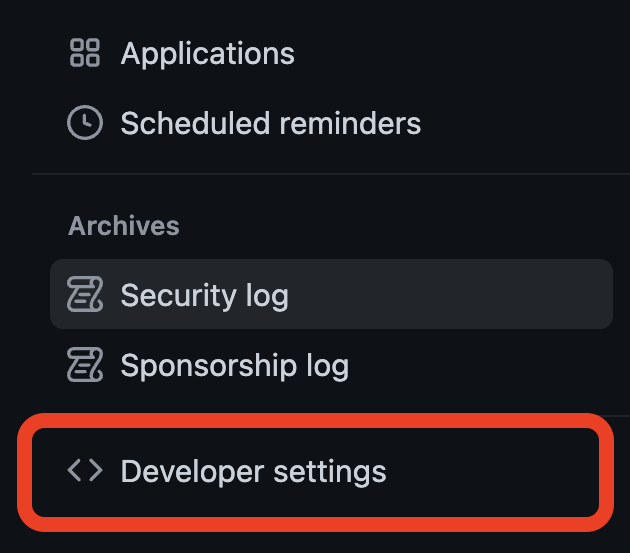 Applications
Scheduled reminders
Archives
Security log
Sponsorship log
Developer settings